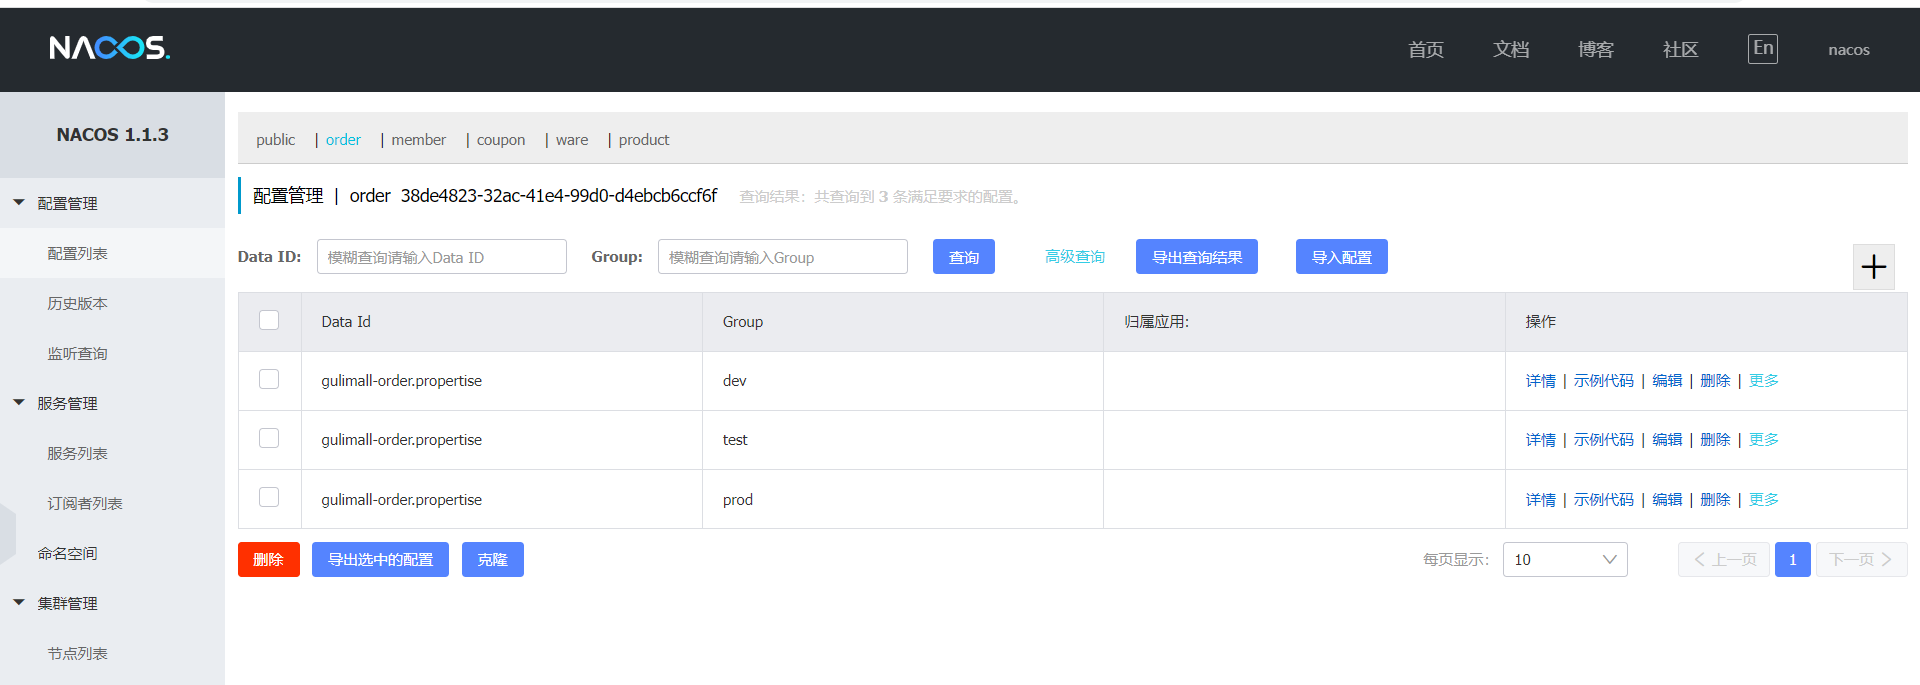 NACOS.
首页 文档 博客 社区 En nacos
NACOS 1.1.3
配置管理
配置列表
历史版本
监听查询
服务管理
服务列表
订阅者列表
命名空间
集群管理
节点列表
public | order | member | coupon | ware | product
配置管理 | order 38de4823-32ac-41e4-99d0-d4ebcb6ccf6f 查询结果：共查询到 3 条满足要求的配置。
Data ID: 模糊查询请输入Data ID Group: 模糊查询请输入Group 查询 高级查询 导出查询结果 导入配置
Data Id Group 归属应用: 操作
gulimall-order.propertise dev 详情 | 示例代码 | 编辑 | 删除 | 更多
gulimall-order.propertise test 详情 | 示例代码 | 编辑 | 删除 | 更多
gulimall-order.propertise prod 详情 | 示例代码 | 编辑 | 删除 | 更多
删除 导出选中的配置 克隆 每页显示: 10 上一页 1 下一页